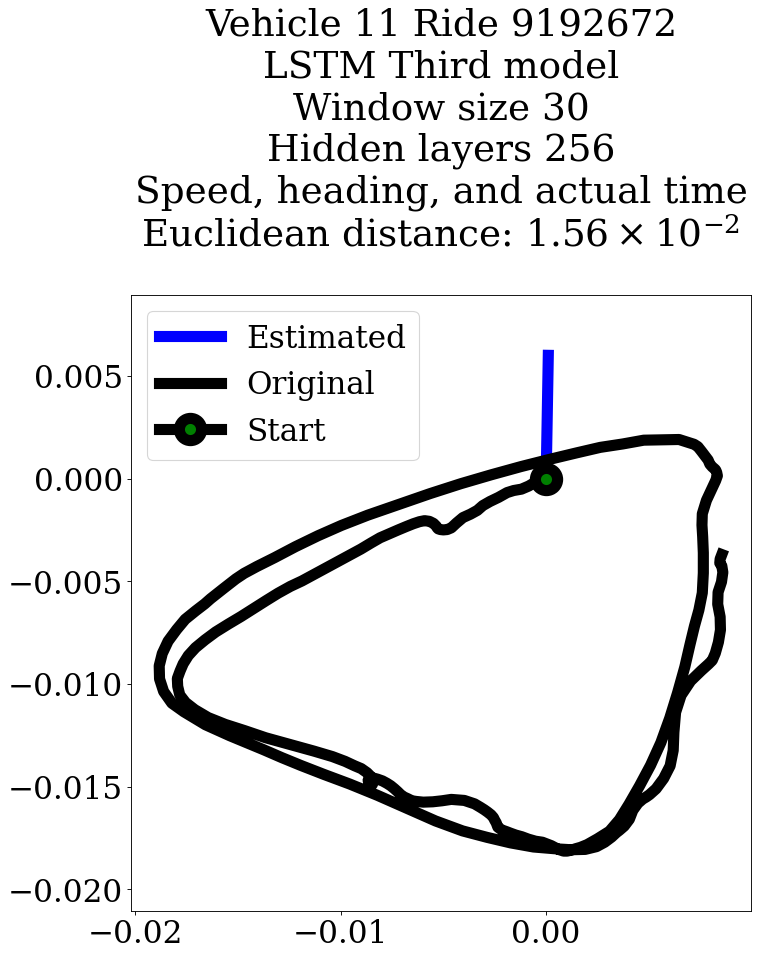 Vehicle 11 Ride 9192672
LSTM Third model
Window size 30
Hidden layers 256
Speed, heading, and actual time
Euclidean distance: 1.56 × 10⁻²
Estimated
Original
Start
0.005
0.000
−0.005
−0.010
−0.015
−0.020
−0.02
−0.01
0.00